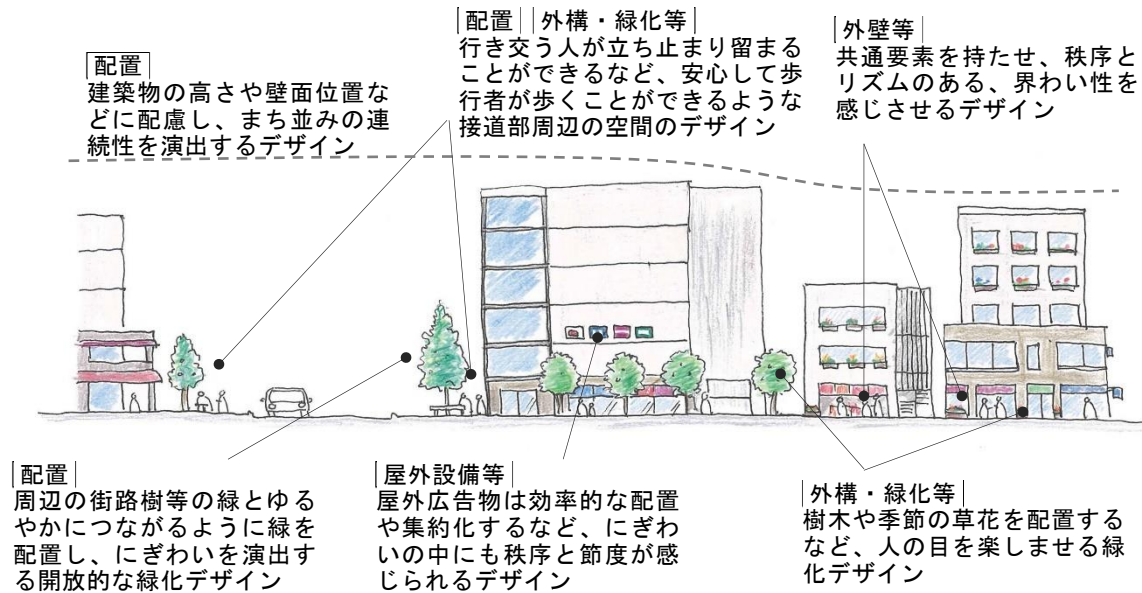 配置
建築物の高さや壁面位置な
どに配慮し、まち並みの連
続性を演出するデザイン
配置 外構・緑化等
行き交う人が立ち止まり留まる
ことができるなど、安心して歩
行者が歩くことができるような
接道部周辺の空間のデザイン
外壁等
共通要素を持たせ、秩序と
リズムのある、界わい性を
感じさせるデザイン
配置
周辺の街路樹等の緑とゆる
やかにつながるように緑を
配置し、にぎわいを演出す
る開放的な緑化デザイン
屋外設備等
屋外広告物は効率的な配置
や集約化するなど、にぎわ
いの中にも秩序と節度が感
じられるデザイン
外構・緑化等
樹木や季節の草花を配置する
など、人の目を楽しませる緑
化デザイン